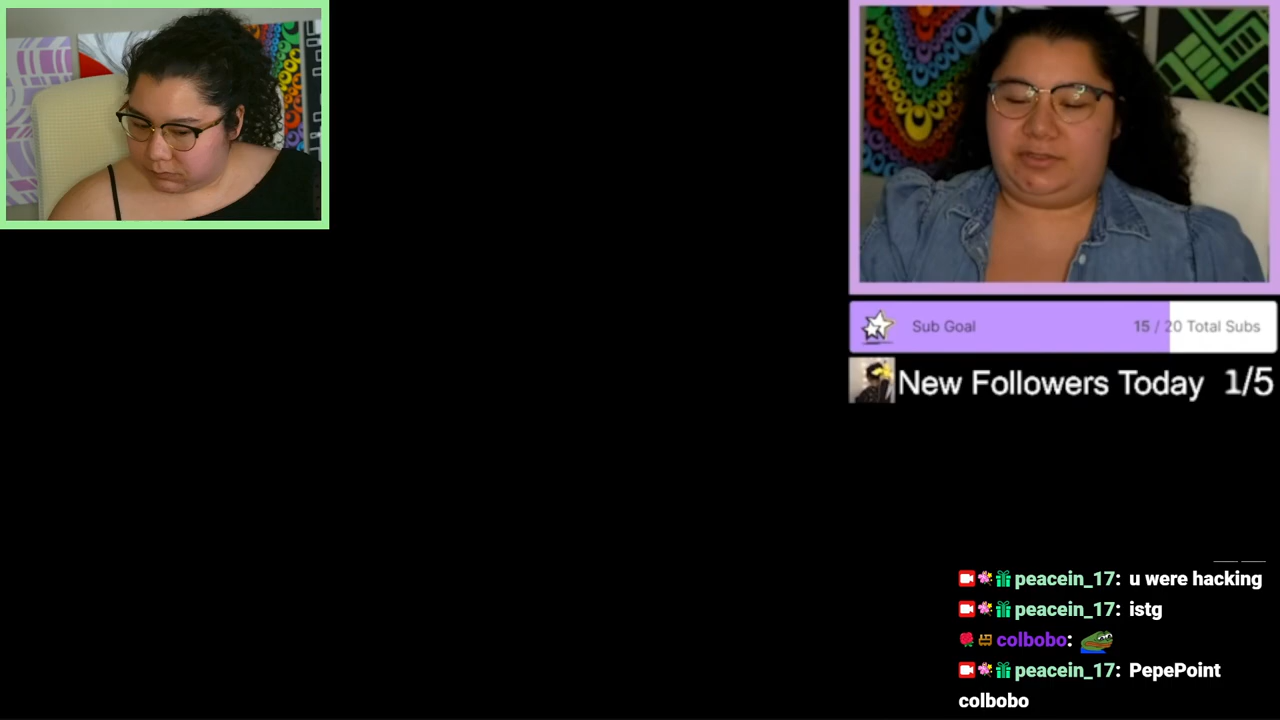 Sub Goal 15 / 20 Total Subs
New Followers Today 1/5
peacein_17: u were hacking
peacein_17: istg
colbobo:
peacein_17: PepePoint
colbobo